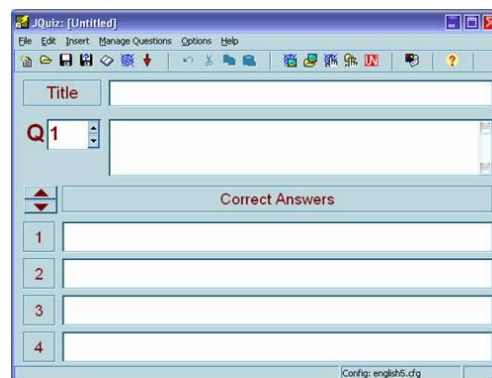 JQuiz: [Untitled]
File Edit Insert Manage Questions Options Help
UN ?
Title
Q 1
Correct Answers
1
2
3
4
Config: english5.cfg